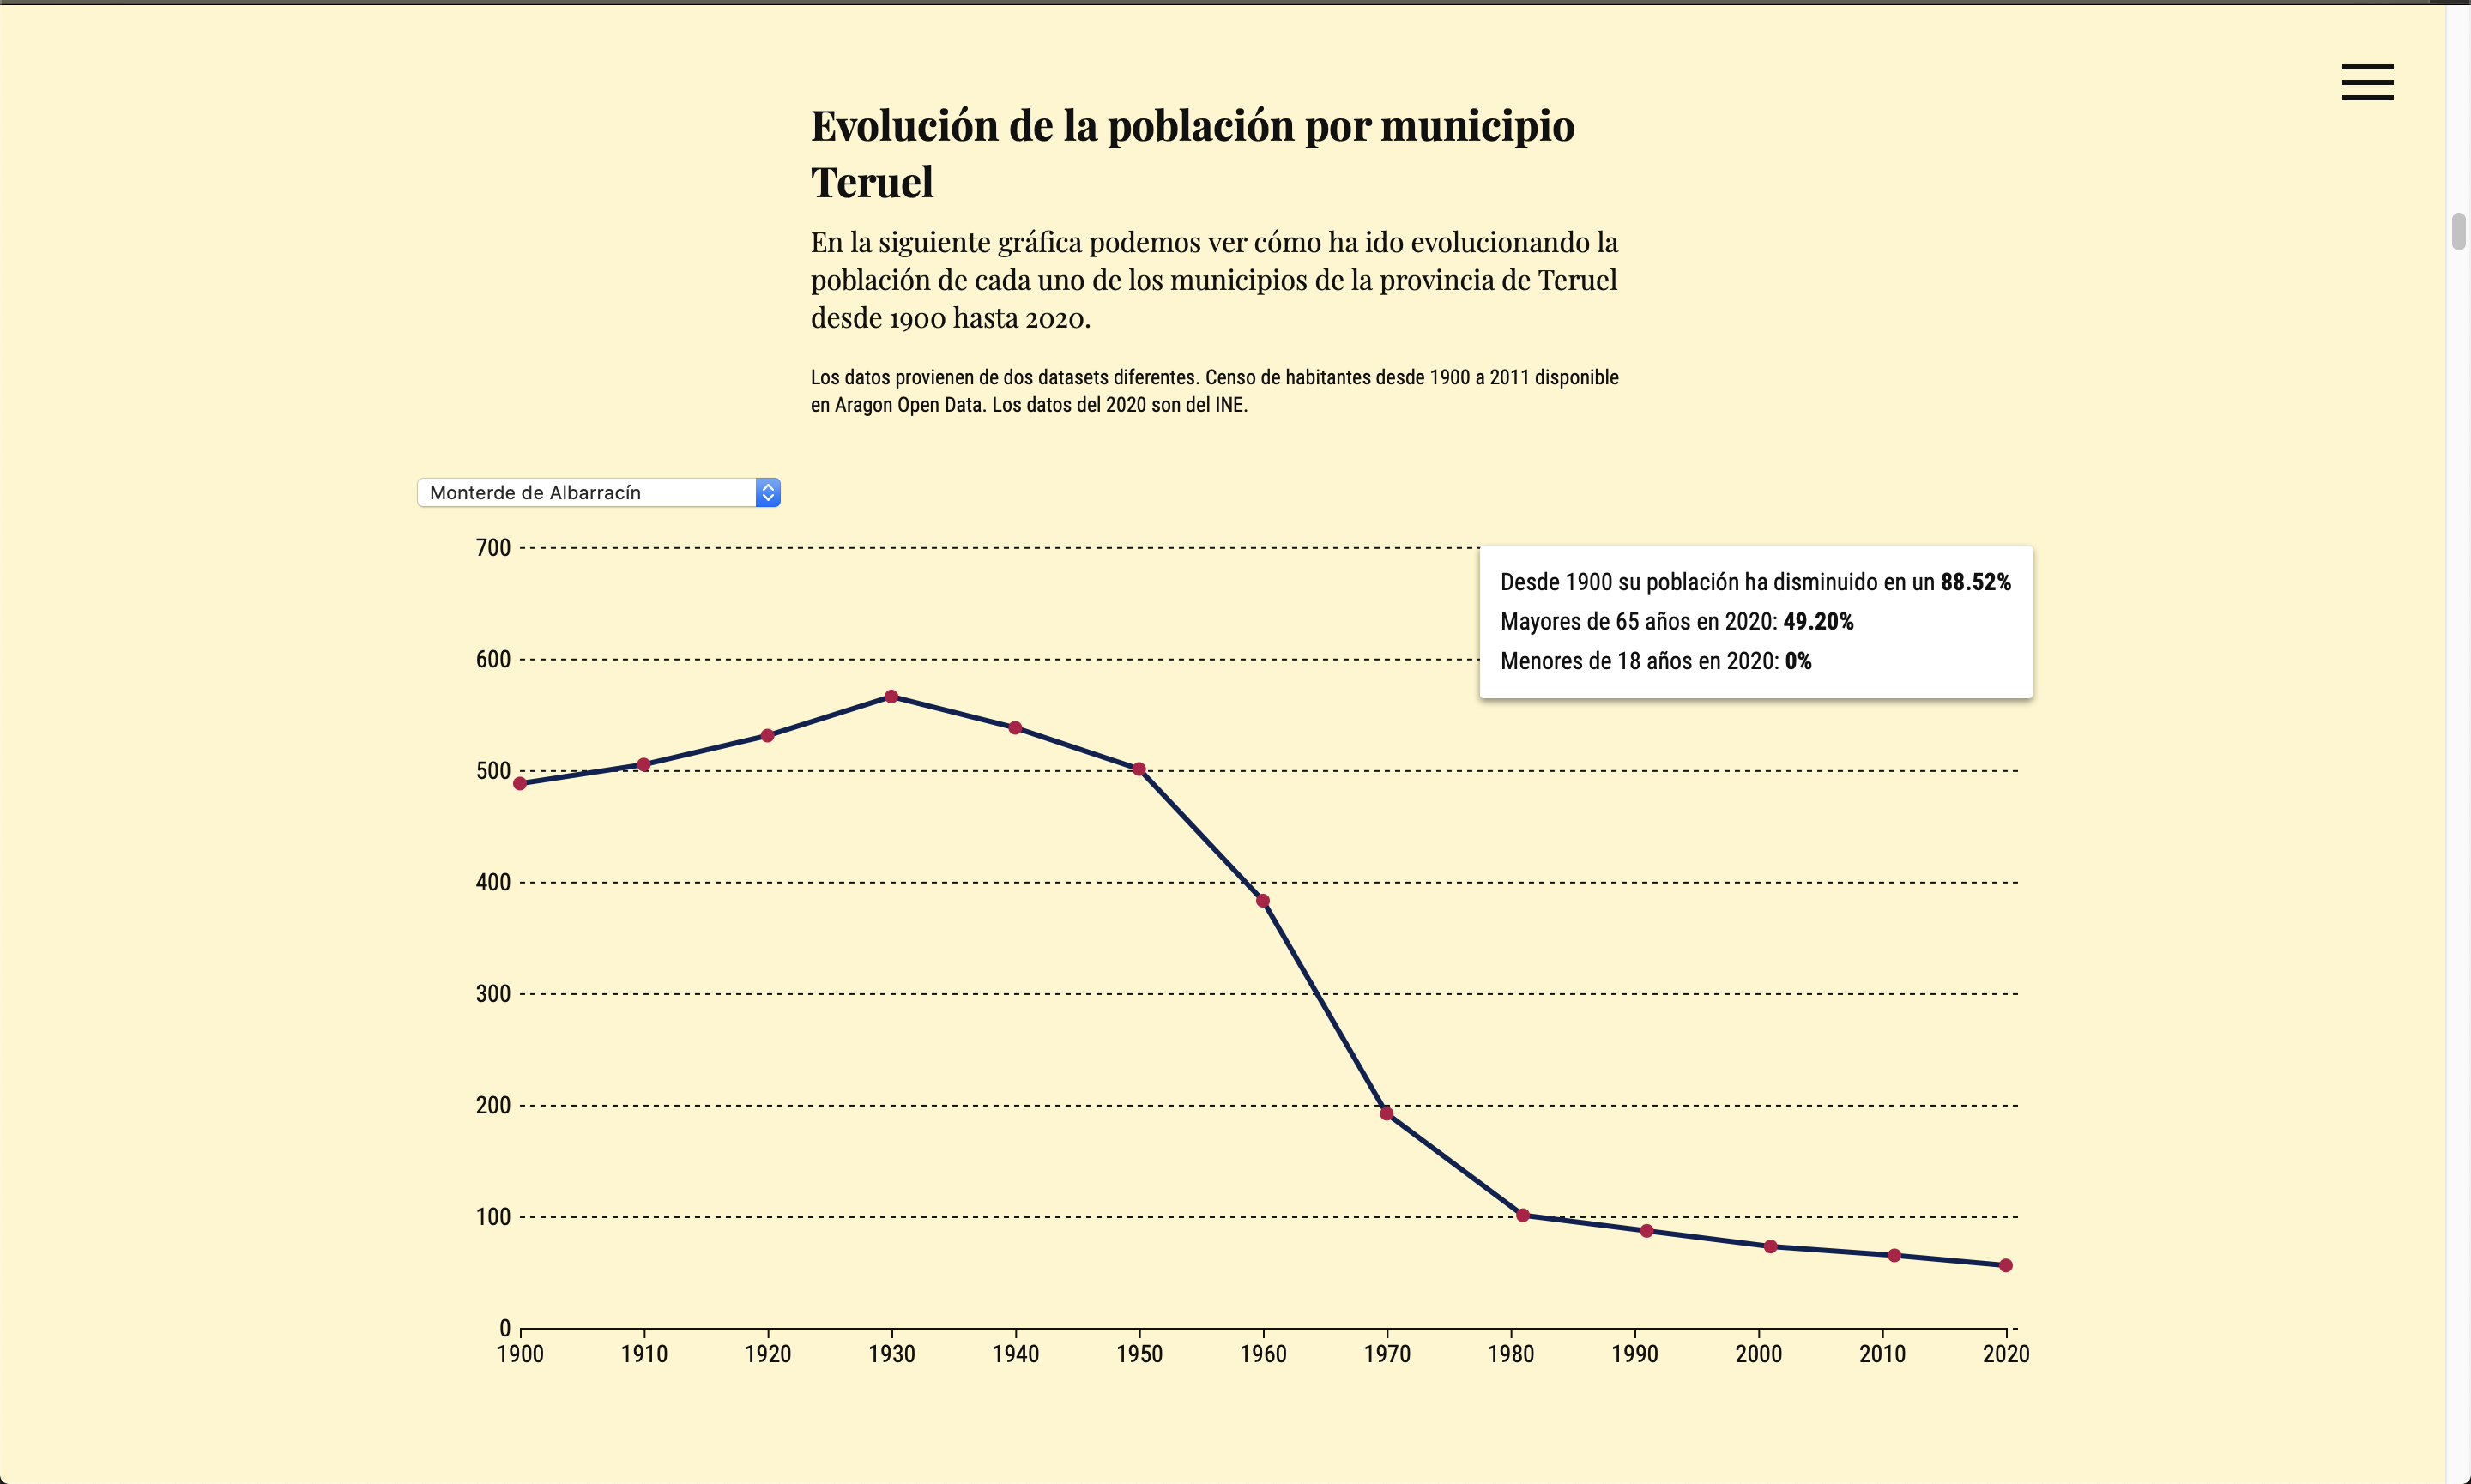 Evolución de la población por municipio
Teruel
En la siguiente gráfica podemos ver cómo ha ido evolucionando la
población de cada uno de los municipios de la provincia de Teruel
desde 1900 hasta 2020.
Los datos provienen de dos datasets diferentes. Censo de habitantes desde 1900 a 2011 disponible
en Aragon Open Data. Los datos del 2020 son del INE.
Monterde de Albarracín
Desde 1900 su población ha disminuido en un 88.52%
Mayores de 65 años en 2020: 49.20%
Menores de 18 años en 2020: 0%
700
600
500
400
300
200
100
0
1900 1910 1920 1930 1940 1950 1960 1970 1980 1990 2000 2010 2020